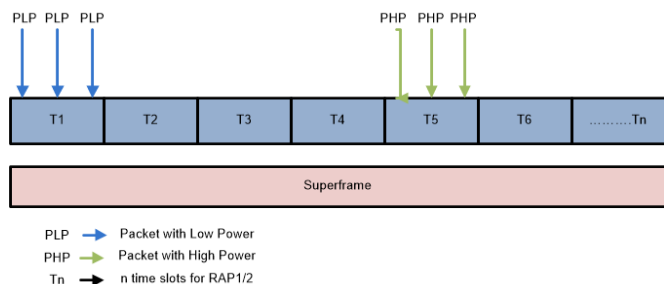 PLP PLP PLP PHP PHP PHP
T1 T2 T3 T4 T5 T6 ..........Tn
Superframe
PLP Packet with Low Power
PHP Packet with High Power
Tn n time slots for RAP1/2